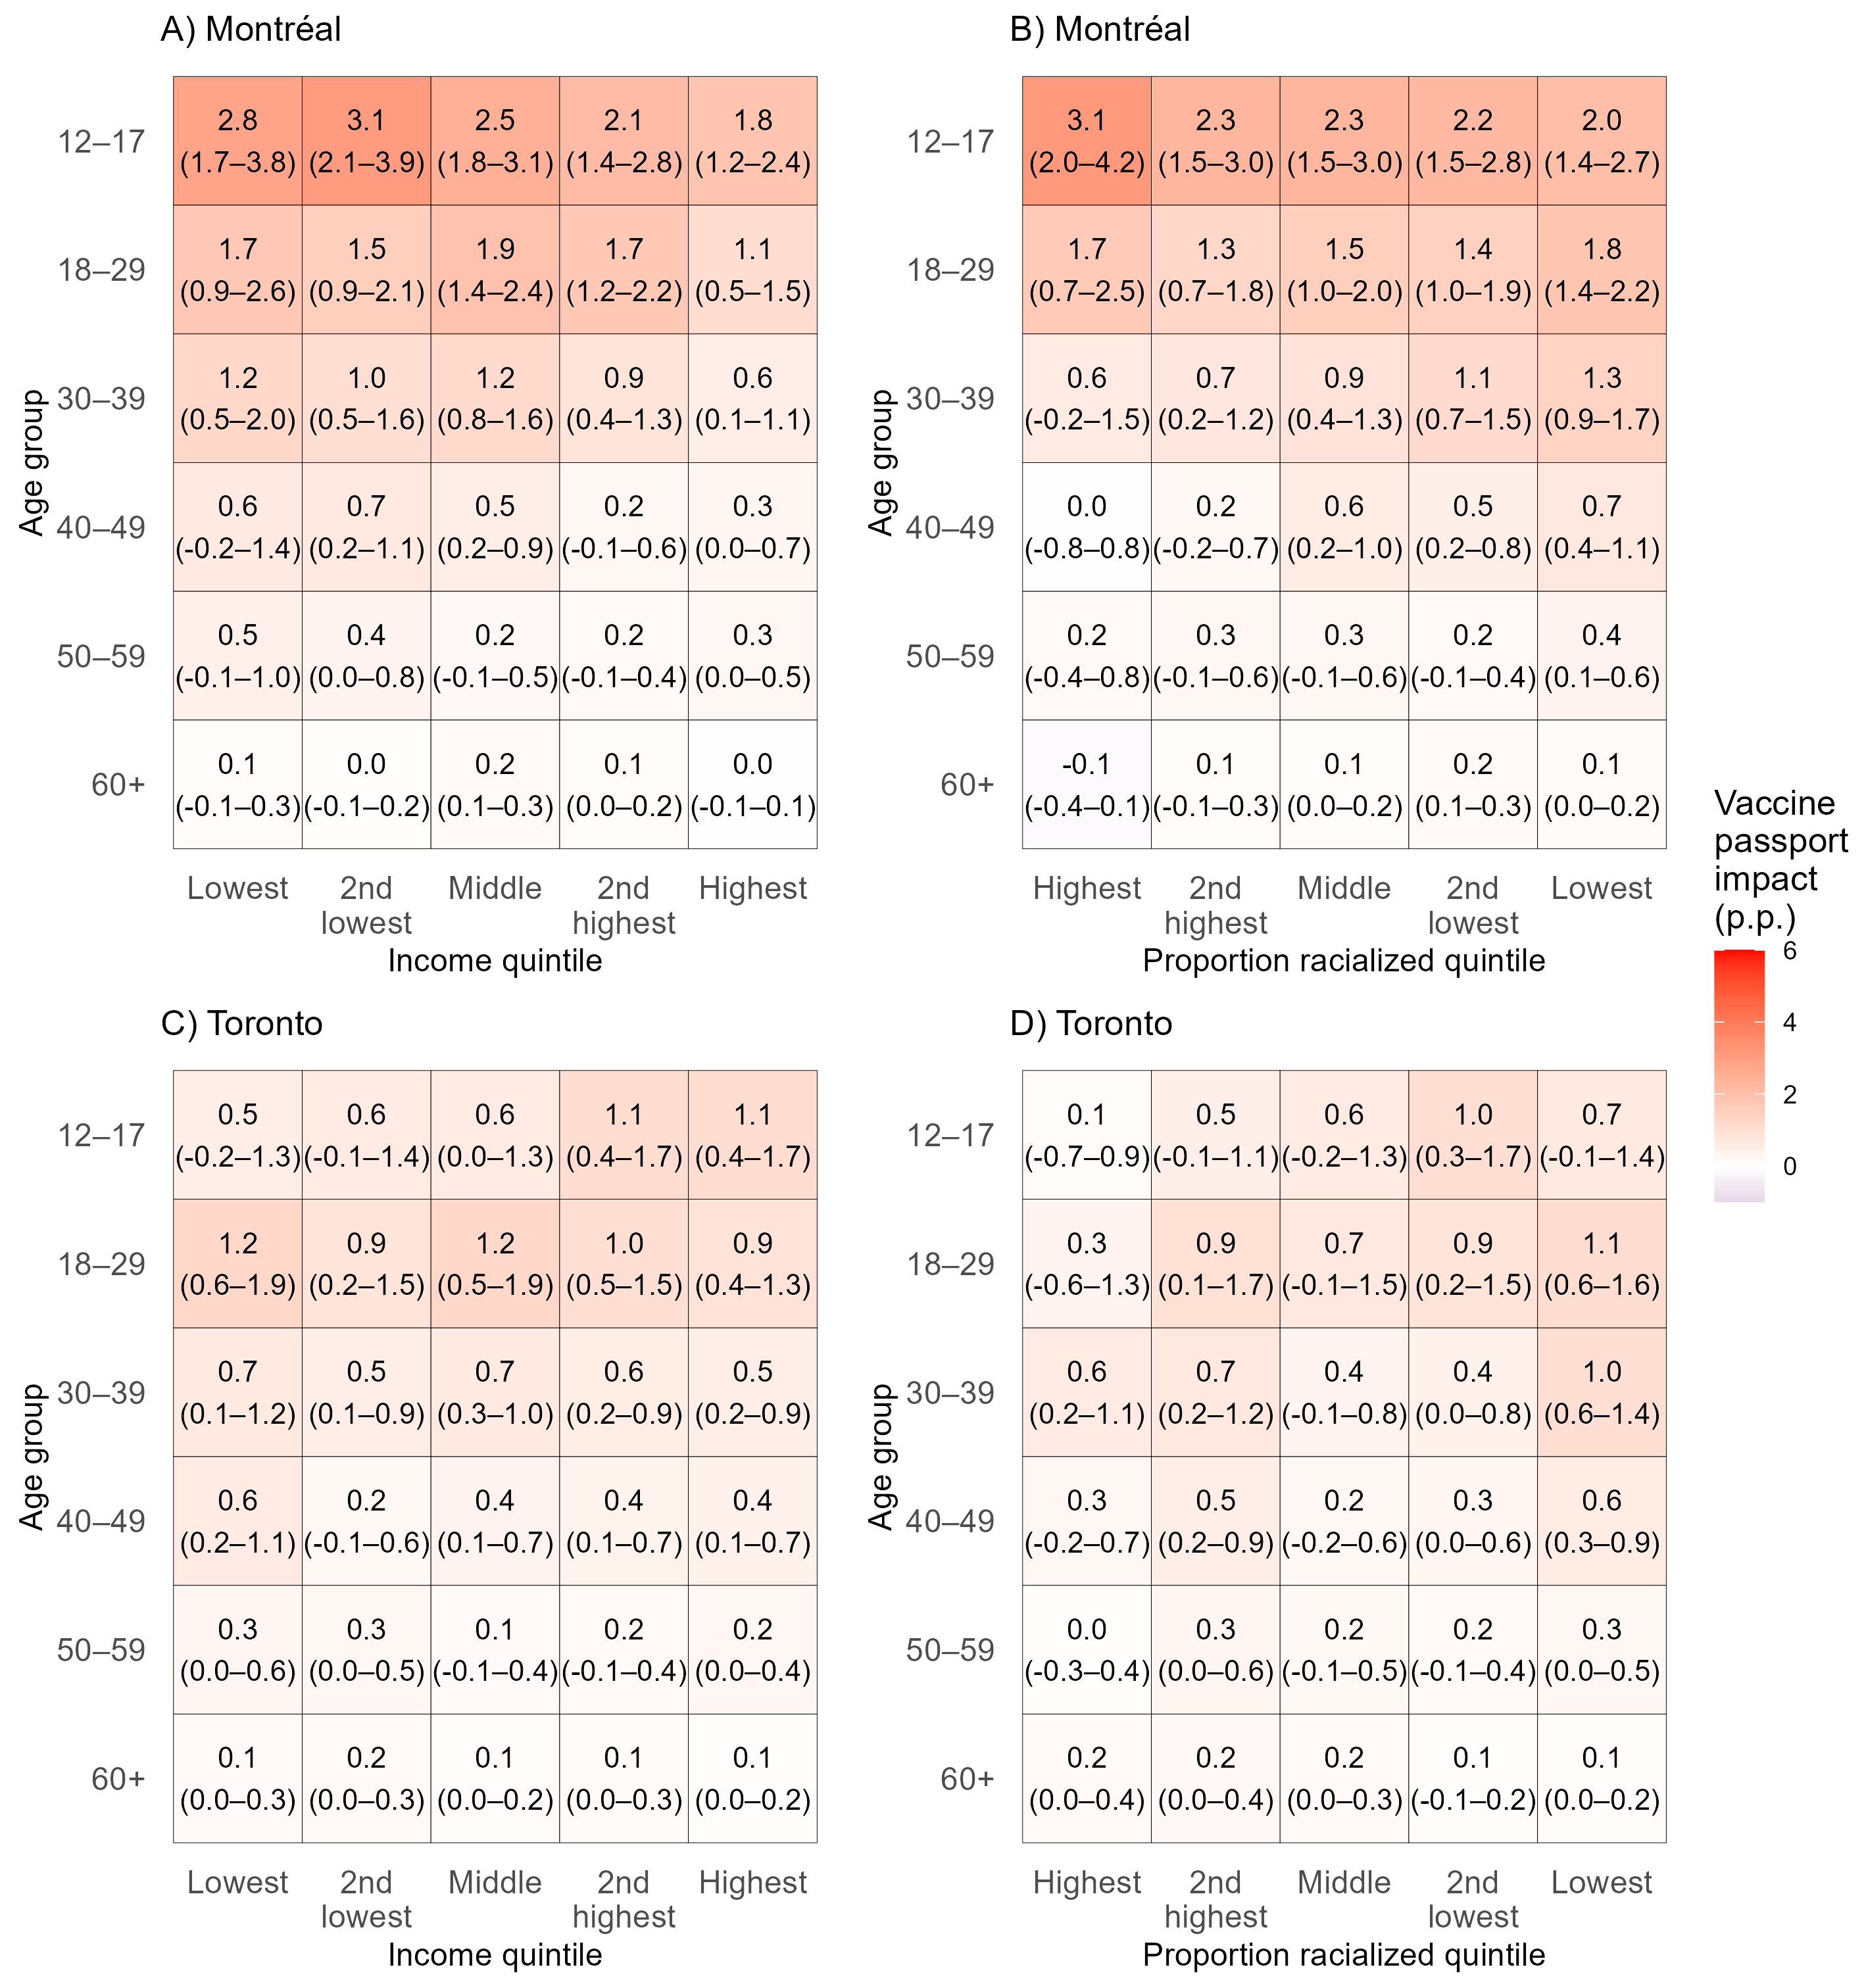 A) Montréal
12–17
2.8 3.1 2.5 2.1 1.8
(1.7–3.8) (2.1–3.9) (1.8–3.1) (1.4–2.8) (1.2–2.4)
18–29
1.7 1.5 1.9 1.7 1.1
(0.9–2.6) (0.9–2.1) (1.4–2.4) (1.2–2.2) (0.5–1.5)
30–39
1.2 1.0 1.2 0.9 0.6
(0.5–2.0) (0.5–1.6) (0.8–1.6) (0.4–1.3) (0.1–1.1)
40–49
0.6 0.7 0.5 0.2 0.3
(-0.2–1.4) (0.2–1.1) (0.2–0.9) (-0.1–0.6) (0.0–0.7)
50–59
0.5 0.4 0.2 0.2 0.3
(-0.1–1.0) (0.0–0.8) (-0.1–0.5) (-0.1–0.4) (0.0–0.5)
60+
0.1 0.0 0.2 0.1 0.0
(-0.1–0.3) (-0.1–0.2) (0.1–0.3) (0.0–0.2) (-0.1–0.1)
Age group
Lowest 2nd Middle 2nd Highest
lowest highest
Income quintile
B) Montréal
12–17
3.1 2.3 2.3 2.2 2.0
(2.0–4.2) (1.5–3.0) (1.5–3.0) (1.5–2.8) (1.4–2.7)
18–29
1.7 1.3 1.5 1.4 1.8
(0.7–2.5) (0.7–1.8) (1.0–2.0) (1.0–1.9) (1.4–2.2)
30–39
0.6 0.7 0.9 1.1 1.3
(-0.2–1.5) (0.2–1.2) (0.4–1.3) (0.7–1.5) (0.9–1.7)
40–49
0.0 0.2 0.6 0.5 0.7
(-0.8–0.8) (-0.2–0.7) (0.2–1.0) (0.2–0.8) (0.4–1.1)
50–59
0.2 0.3 0.3 0.2 0.4
(-0.4–0.8) (-0.1–0.6) (-0.1–0.6) (-0.1–0.4) (0.1–0.6)
60+
-0.1 0.1 0.1 0.2 0.1
(-0.4–0.1) (-0.1–0.3) (0.0–0.2) (0.1–0.3) (0.0–0.2)
Age group
Highest 2nd Middle 2nd Lowest
highest lowest
Proportion racialized quintile
Vaccine
passport
impact
(p.p.)
6
4
2
0
C) Toronto
12–17
0.5 0.6 0.6 1.1 1.1
(-0.2–1.3) (-0.1–1.4) (0.0–1.3) (0.4–1.7) (0.4–1.7)
18–29
1.2 0.9 1.2 1.0 0.9
(0.6–1.9) (0.2–1.5) (0.5–1.9) (0.5–1.5) (0.4–1.3)
30–39
0.7 0.5 0.7 0.6 0.5
(0.1–1.2) (0.1–0.9) (0.3–1.0) (0.2–0.9) (0.2–0.9)
40–49
0.6 0.2 0.4 0.4 0.4
(0.2–1.1) (-0.1–0.6) (0.1–0.7) (0.1–0.7) (0.1–0.7)
50–59
0.3 0.3 0.1 0.2 0.2
(0.0–0.6) (0.0–0.5) (-0.1–0.4) (-0.1–0.4) (0.0–0.4)
60+
0.1 0.2 0.1 0.1 0.1
(0.0–0.3) (0.0–0.3) (0.0–0.2) (0.0–0.3) (0.0–0.2)
Age group
Lowest 2nd Middle 2nd Highest
lowest highest
Income quintile
D) Toronto
12–17
0.1 0.5 0.6 1.0 0.7
(-0.7–0.9) (-0.1–1.1) (-0.2–1.3) (0.3–1.7) (-0.1–1.4)
18–29
0.3 0.9 0.7 0.9 1.1
(-0.6–1.3) (0.1–1.7) (-0.1–1.5) (0.2–1.5) (0.6–1.6)
30–39
0.6 0.7 0.4 0.4 1.0
(0.2–1.1) (0.2–1.2) (-0.1–0.8) (0.0–0.8) (0.6–1.4)
40–49
0.3 0.5 0.2 0.3 0.6
(-0.2–0.7) (0.2–0.9) (-0.2–0.6) (0.0–0.6) (0.3–0.9)
50–59
0.0 0.3 0.2 0.2 0.3
(-0.3–0.4) (0.0–0.6) (-0.1–0.5) (-0.1–0.4) (0.0–0.5)
60+
0.2 0.2 0.2 0.1 0.1
(0.0–0.4) (0.0–0.4) (0.0–0.3) (-0.1–0.2) (0.0–0.2)
Age group
Highest 2nd Middle 2nd Lowest
highest lowest
Proportion racialized quintile